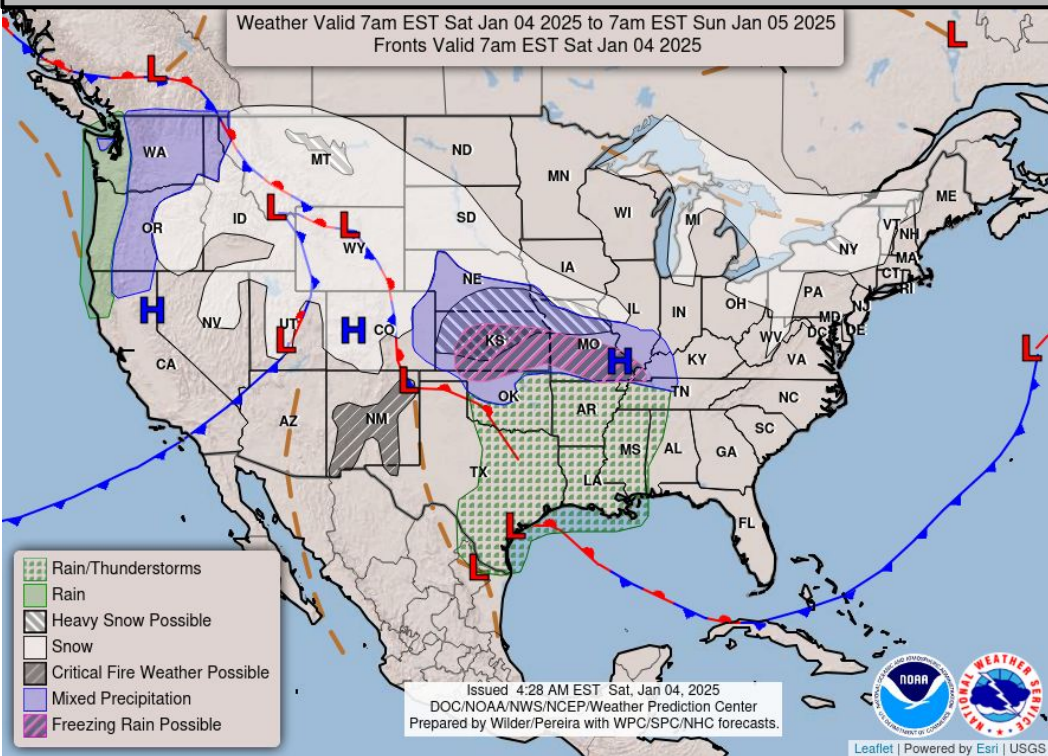 Weather Valid 7am EST Sat Jan 04 2025 to 7am EST Sun Jan 05 2025
Fronts Valid 7am EST Sat Jan 04 2025
L
L
WA
MT
ND
MN
ME
OR
ID
L
L
WY
SD
WI
MI
VT
NH
NY
MA
CT
RI
NE
IA
H
NV
UT
L
H
CO
KS
MO
H
IL
IN
OH
PA
NJ
MD
DC
DE
WV
VA
KY
L
CA
AZ
NM
L
OK
AR
TN
NC
SC
TX
LA
MS
AL
GA
FL
L
L
Rain/Thunderstorms
Rain
Heavy Snow Possible
Snow
Critical Fire Weather Possible
Mixed Precipitation
Freezing Rain Possible
Issued 4:28 AM EST Sat, Jan 04, 2025
DOC/NOAA/NWS/NCEP/Weather Prediction Center
Prepared by Wilder/Pereira with WPC/SPC/NHC forecasts.
NOAA
NATIONAL WEATHER SERVICE
Leaflet | Powered by Esri | USGS